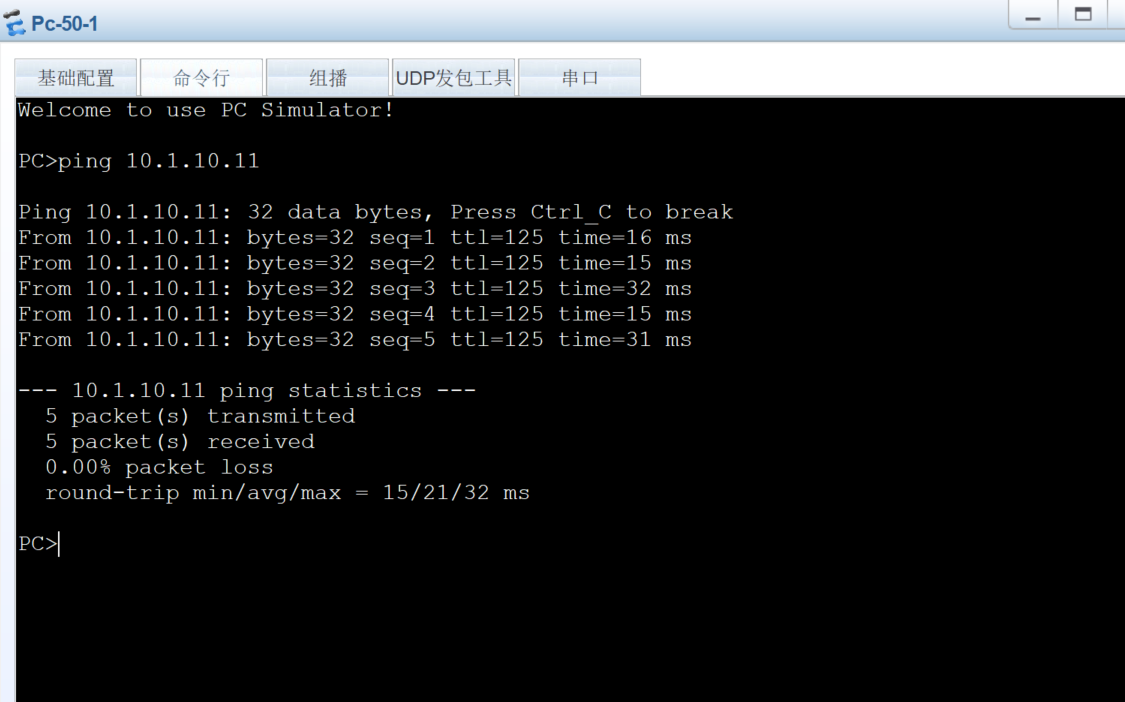 Pc-50-1
基础配置 命令行 组播 UDP发包工具 串口
Welcome to use PC Simulator!
PC>ping 10.1.10.11
Ping 10.1.10.11: 32 data bytes, Press Ctrl_C to break
From 10.1.10.11: bytes=32 seq=1 ttl=125 time=16 ms
From 10.1.10.11: bytes=32 seq=2 ttl=125 time=15 ms
From 10.1.10.11: bytes=32 seq=3 ttl=125 time=32 ms
From 10.1.10.11: bytes=32 seq=4 ttl=125 time=15 ms
From 10.1.10.11: bytes=32 seq=5 ttl=125 time=31 ms
--- 10.1.10.11 ping statistics ---
5 packet(s) transmitted
5 packet(s) received
0.00% packet loss
round-trip min/avg/max = 15/21/32 ms
PC>